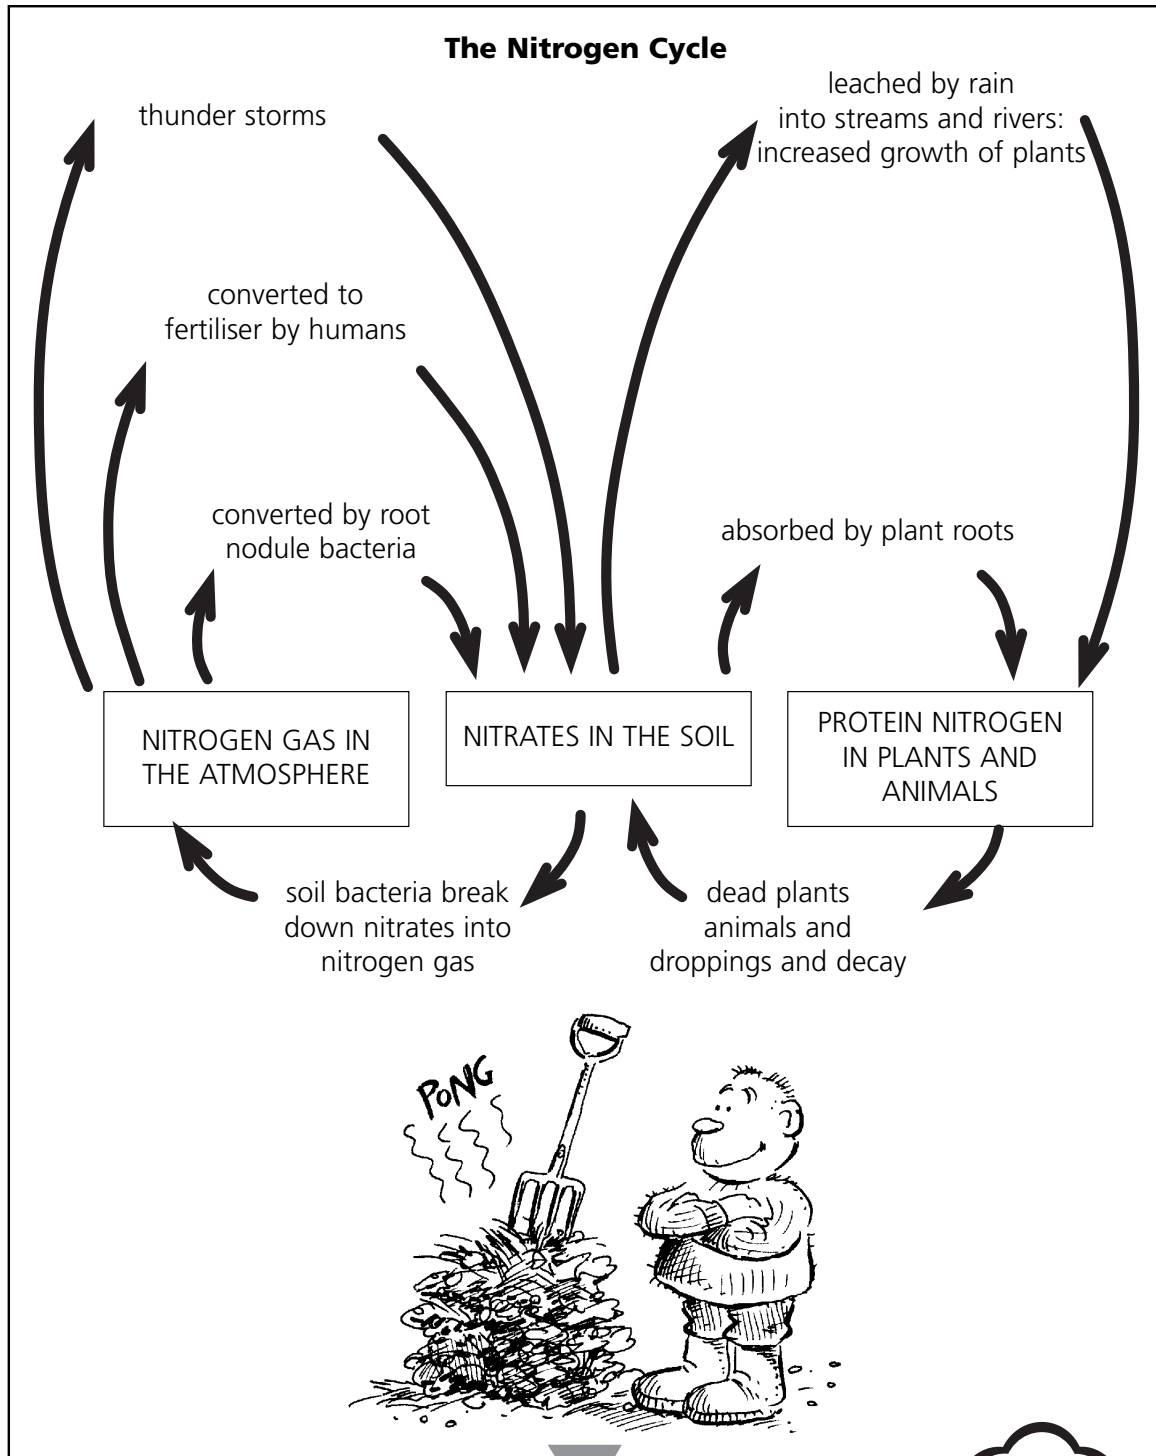 The Nitrogen Cycle
thunder storms
leached by rain
into streams and rivers:
increased growth of plants
converted to
fertiliser by humans
converted by root
nodule bacteria
absorbed by plant roots
NITROGEN GAS IN
THE ATMOSPHERE
NITRATES IN THE SOIL
PROTEIN NITROGEN
IN PLANTS AND
ANIMALS
soil bacteria break
down nitrates into
nitrogen gas
dead plants
animals and
droppings and decay
PONG